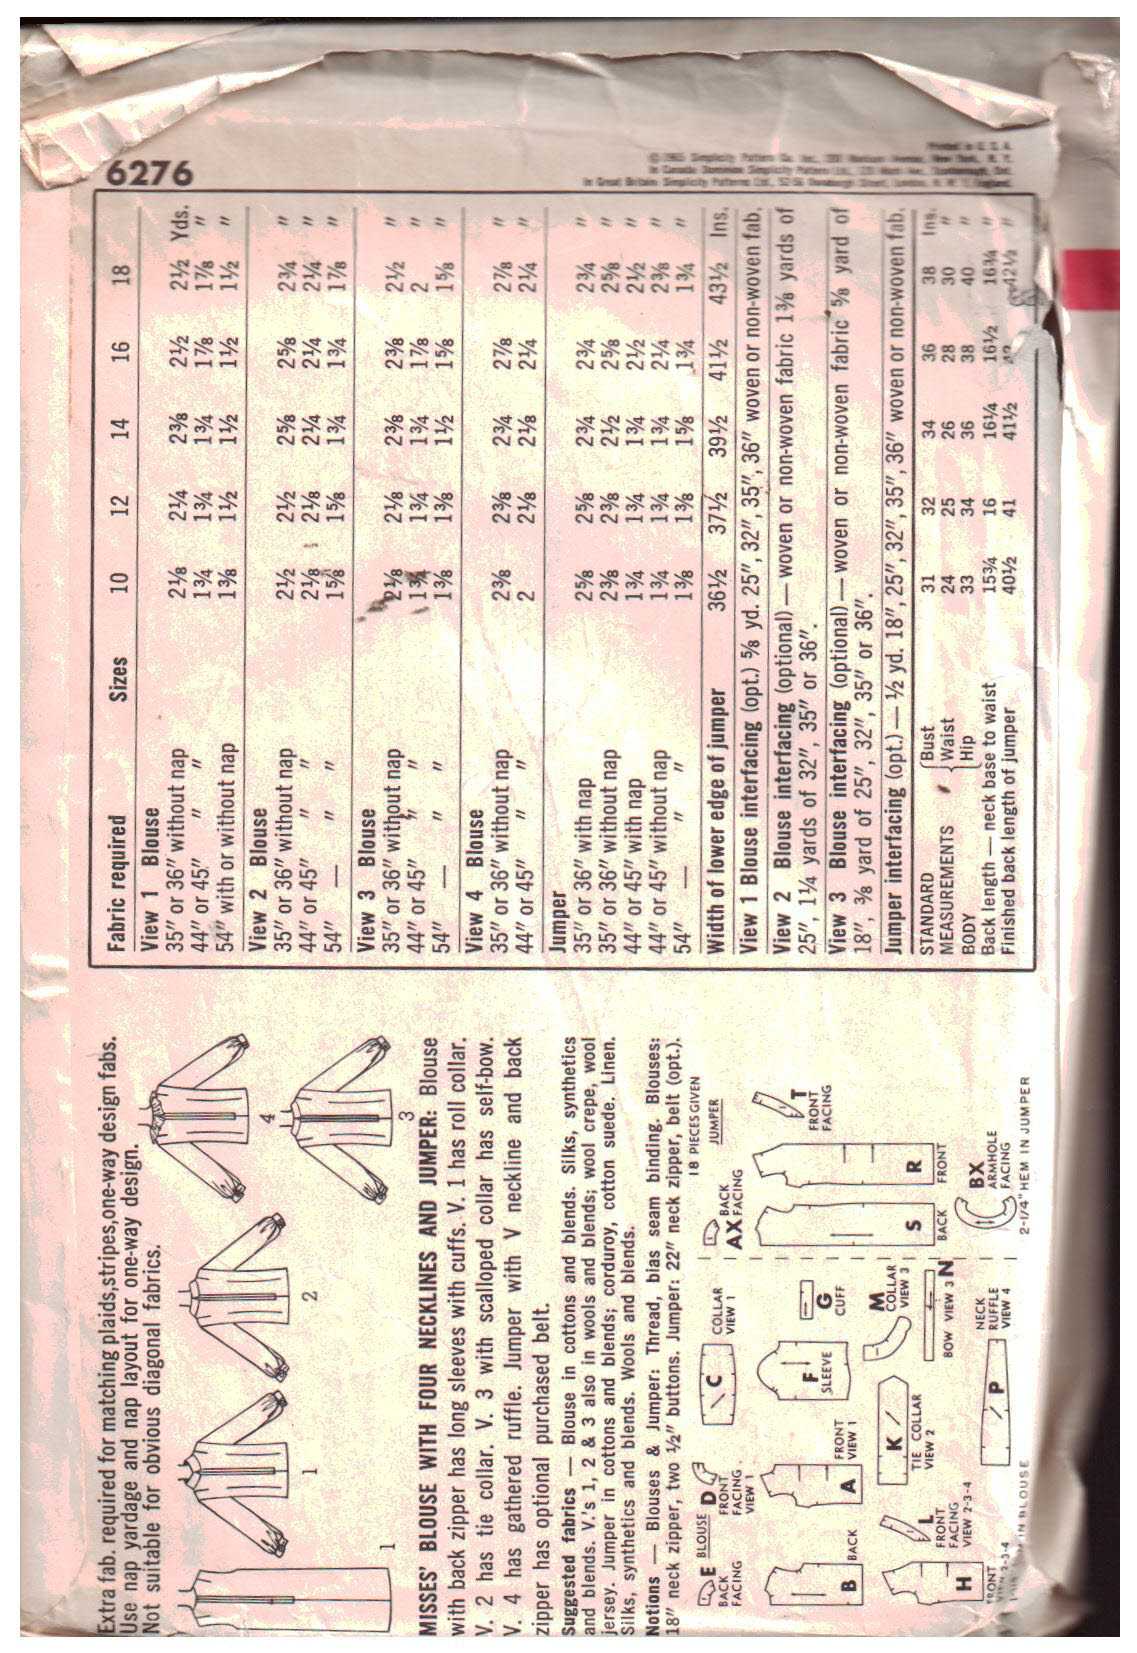 Extra fab. required for matching plaids,stripes,one-way design fabs.
Use nap yardage and nap layout for one-way design.
Not suitable for obvious diagonal fabrics.
1
1
2
3
4
MISSES' BLOUSE WITH FOUR NECKLINES AND JUMPER: Blouse
with back zipper has long sleeves with cuffs. V. 1 has roll collar.
V. 2 has tie collar. V. 3 with scalloped collar has self-bow.
V. 4 has gathered ruffle. Jumper with V neckline and back
zipper has optional purchased belt.
Suggested fabrics — Blouse in cottons and blends. Silks, synthetics
and blends. V.'s 1, 2 & 3 also in wools and blends; wool crepe, wool
jersey. Jumper in cottons and blends; corduroy, cotton suede. Linen.
Silks, synthetics and blends. Wools and blends.
Notions — Blouses & Jumper: Thread, bias seam binding. Blouses:
18″ neck zipper, two ½″ buttons. Jumper: 22″ neck zipper, belt (opt.).
18 PIECES GIVEN
BLOUSE
E BACK FACING
D FRONT FACING VIEW 1
C COLLAR VIEW 1
B BACK
A FRONT VIEW 1
F SLEEVE
G CUFF
H FRONT
L FRONT FACING VIEW 2-3-4
K TIE COLLAR VIEW 2
M COLLAR VIEW 3
BOW VIEW 3 N
P NECK RUFFLE VIEW 4
IN BLOUSE
JUMPER
AX BACK FACING
S BACK
R FRONT
T FRONT FACING
BX ARMHOLE FACING
2-1/4" HEM IN JUMPER
6276
Printed in U. S. A.
Fabric required Sizes 10 12 14 16 18
View 1 Blouse
35″ or 36″ without nap 2⅛ 2¼ 2⅜ 2½ 2½ Yds.
44″ or 45″ ″ 1¾ 1¾ 1¾ 1⅞ 1⅞ ″
54″ with or without nap 1⅜ 1½ 1½ 1½ 1½ ″
View 2 Blouse
35″ or 36″ without nap 2½ 2½ 2⅝ 2⅝ 2¾ ″
44″ or 45″ ″ 2⅛ 2⅛ 2¼ 2¼ 2¼ ″
54″ — ″ 1⅝ 1⅝ 1¾ 1¾ 1⅞ ″
View 3 Blouse
35″ or 36″ without nap 2⅛ 2⅛ 2⅜ 2⅜ 2½ ″
44″ or 45″ ″ 1¾ 1¾ 1¾ 1⅞ 2 ″
54″ — ″ 1⅜ 1⅜ 1½ 1⅝ 1⅝ ″
View 4 Blouse
35″ or 36″ without nap 2⅜ 2⅜ 2¾ 2⅞ 2⅞ ″
44″ or 45″ ″ 2 2⅛ 2⅛ 2¼ 2¼ ″
Jumper
35″ or 36″ with nap 2⅝ 2⅝ 2¾ 2¾ 2¾ ″
35″ or 36″ without nap 2⅜ 2⅜ 2½ 2⅝ 2⅝ ″
44″ or 45″ with nap 1¾ 1¾ 1¾ 2½ 2½ ″
44″ or 45″ without nap 1¾ 1¾ 1¾ 2¼ 2⅜ ″
54″ — ″ ″ 1⅜ 1⅜ 1⅝ 1¾ 1¾ ″
Width of lower edge of jumper 36½ 37½ 39½ 41½ 43½ Ins.
View 1 Blouse interfacing (opt.) ⅝ yd. 25″, 32″, 35″, 36″ woven or non-woven fab.
View 2 Blouse interfacing (optional) — woven or non-woven fabric 1⅜ yards of
25″, 1¼ yards of 32″, 35″ or 36″.
View 3 Blouse interfacing (optional) — woven or non-woven fabric ⅝ yard of
18″, ⅜ yard of 25″, 32″, 35″ or 36″.
Jumper interfacing (opt.) — ½ yd. 18″, 25″, 32″, 35″, 36″ woven or non-woven fab.
STANDARD Bust 31 32 34 36 38 Ins.
MEASUREMENTS Waist 24 25 26 28 30 ″
BODY Hip 33 34 36 38 40 ″
Back length — neck base to waist 15¾ 16 16¼ 16½ 16¾ ″
Finished back length of jumper 40½ 41 41½ 42 42½ ″